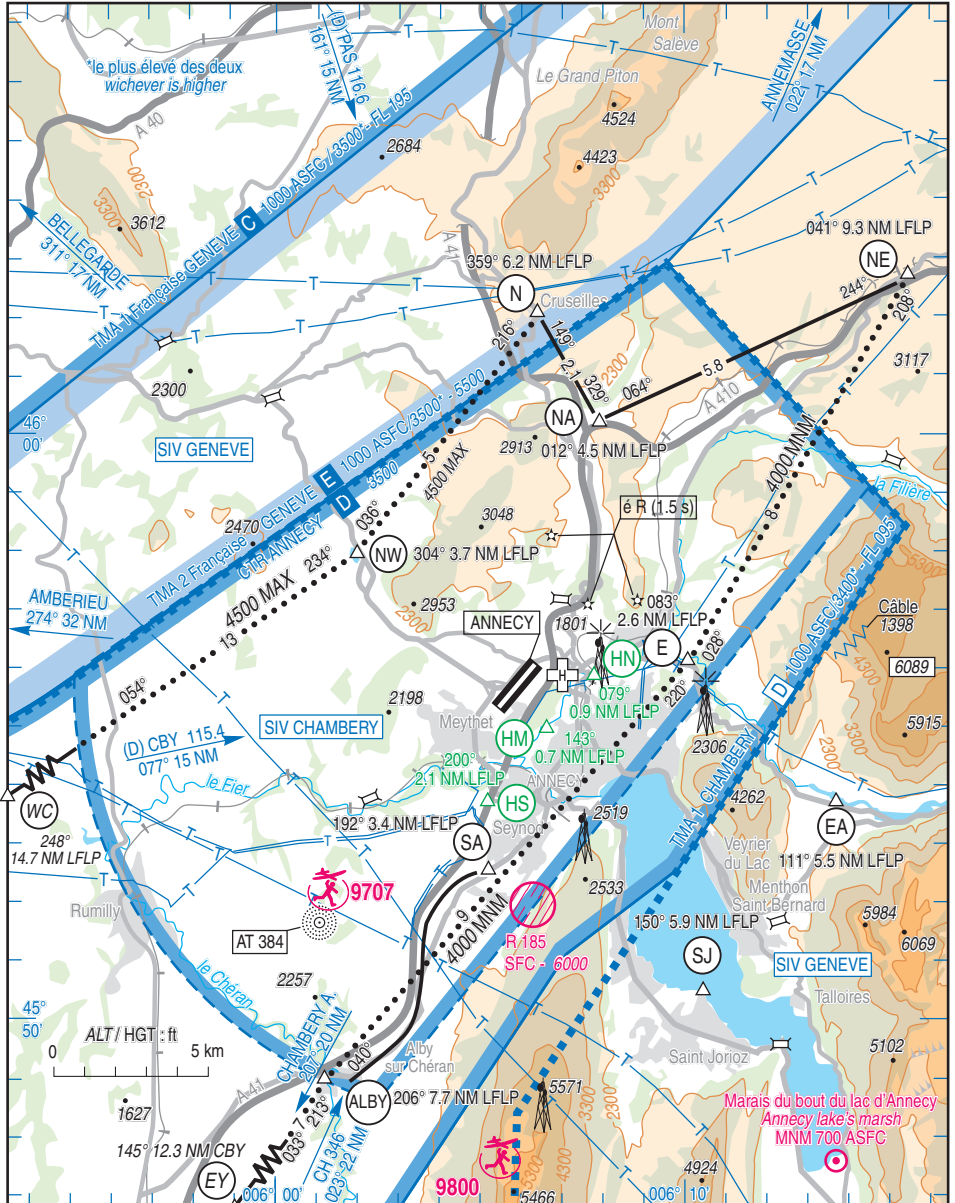 Mont
Salève
*le plus élevé des deux
wichever is higher
(D) PAS 116.6
161° 15 NM
ANNEMASSE
022° 17 NM
Le Grand Piton
A 40
4524
2684
4423
2300
3300
3300
3612
TMA 1 Française GENEVE C 1000 ASFC / 3500* - FL 195
BELLEGARDE
311° 17 NM
A 41
041° 9.3 NM LFLP
359° 6.2 NM LFLP
NE
N
Cruseilles
244°
208°
216°
149°
2.1
329°
2300
064°
5.8
3117
2300
A 410
46°
00'
NA
012° 4.5 NM LFLP
2913
SIV GENEVE
4000 MNM
8
TMA 2 Française GENEVE E 1000 ASFC/3500* - 5500
CTR ANNECY D 3500
5
4500 MAX
la Filière
é R (1.5 s)
2470
3048
036°
234°
NW
304° 3.7 NM LFLP
5300
4500 MAX
13
AMBERIEU
274° 32 NM
2953
2300
083°
2.6 NM LFLP
1801
ANNECY
E
028°
220°
HN
H
079°
0.9 NM LFLP
Câble
1398
4300
3300
6089
TMA 1 CHAMBERY D 1000 ASFC/3400* - FL 095
054°
2198
SIV CHAMBERY
Meythet
HM
143°
0.7 NM LFLP
5915
2306
2300
(D) CBY 115.4
077° 15 NM
200°
2.1 NM LFLP
ANNECY
le Fier
HS
WC
248°
14.7 NM LFLP
192° 3.4 NM LFLP
Seynod
2519
4262
EA
111° 5.5 NM LFLP
SA
Veyrier
du Lac
Menthon
Saint Bernard
9707
2533
Rumilly
AT 384
9
4000 MNM
R 185
SFC - 6000
150° 5.9 NM LFLP
5984
SJ
6069
SIV GENEVE
le Chéran
2257
Talloires
45°
50'
ALT / HGT : ft
0
5 km
CHAMBERY A.
207° 20 NM
040°
Alby
sur Chéran
Saint Jorioz
5102
A 41
ALBY
206° 7.7 NM LFLP
5571
1627
213°
7
033°
CH 346
023° 22 NM
Marais du bout du lac d'Annecy
Annecy lake's marsh
MNM 700 ASFC
145° 12.3 NM CBY
EY
9800
5300
4300
3300
4924
006° 00'
5466
006° 10'